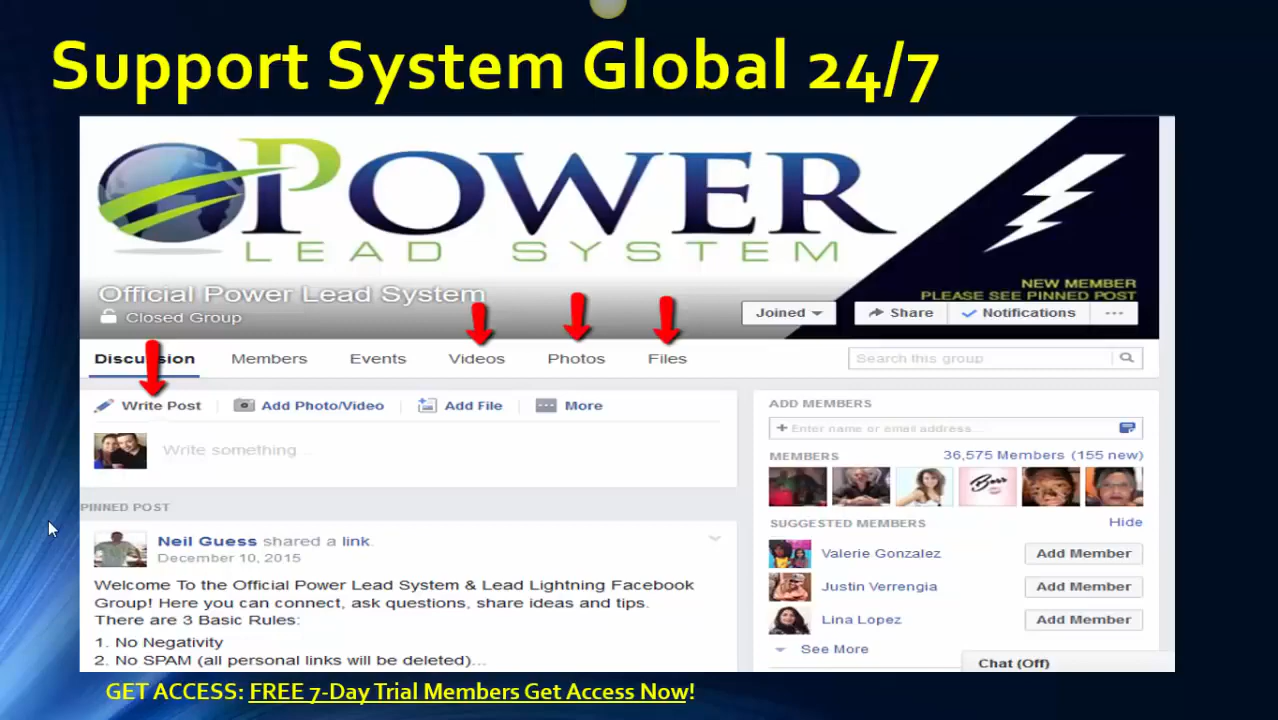 Support System Global 24/7
POWER
LEAD SYSTEM
NEW MEMBER
PLEASE SEE PINNED POST
Official Power Lead System
Closed Group
Joined Share Notifications ...
Discussion Members Events Videos Photos Files Search this group
Write Post Add Photo/Video Add File More
Write something...
ADD MEMBERS
+ Enter name or email address...
MEMBERS 36,575 Members (155 new)
Boss
SUGGESTED MEMBERS Hide
Valerie Gonzalez Add Member
Justin Verrengia Add Member
Lina Lopez Add Member
See More
Chat (Off)
PINNED POST
Neil Guess shared a link.
December 10, 2015
Welcome To the Official Power Lead System & Lead Lightning Facebook
Group! Here you can connect, ask questions, share ideas and tips.
There are 3 Basic Rules:
1. No Negativity
2. No SPAM (all personal links will be deleted)...
GET ACCESS: FREE 7-Day Trial Members Get Access Now!